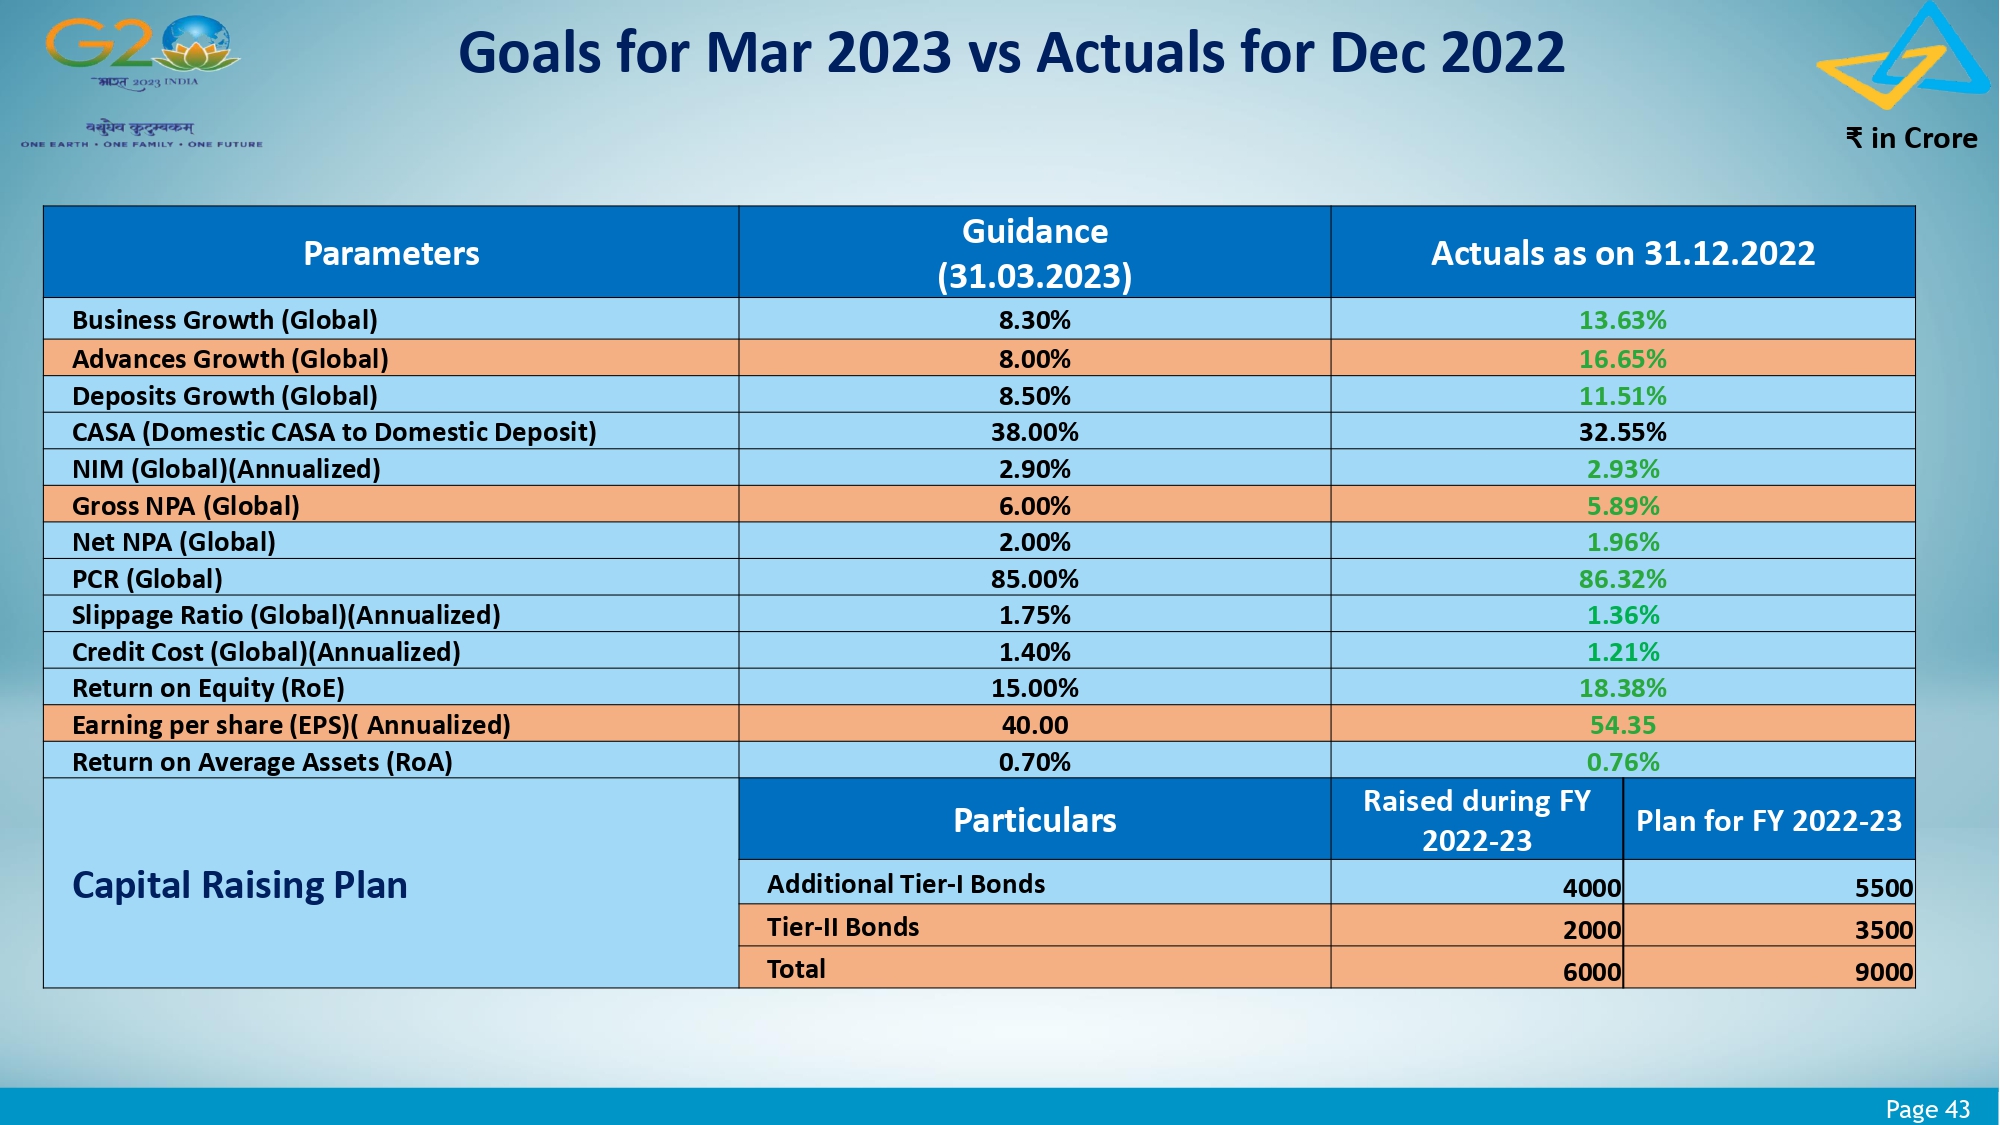 G20
भारत 2023 INDIA
वसुधैव कुटुम्बकम्
ONE EARTH • ONE FAMILY • ONE FUTURE
Goals for Mar 2023 vs Actuals for Dec 2022
₹ in Crore
Parameters Guidance (31.03.2023) Actuals as on 31.12.2022
Business Growth (Global) 8.30% 13.63%
Advances Growth (Global) 8.00% 16.65%
Deposits Growth (Global) 8.50% 11.51%
CASA (Domestic CASA to Domestic Deposit) 38.00% 32.55%
NIM (Global)(Annualized) 2.90% 2.93%
Gross NPA (Global) 6.00% 5.89%
Net NPA (Global) 2.00% 1.96%
PCR (Global) 85.00% 86.32%
Slippage Ratio (Global)(Annualized) 1.75% 1.36%
Credit Cost (Global)(Annualized) 1.40% 1.21%
Return on Equity (RoE) 15.00% 18.38%
Earning per share (EPS)( Annualized) 40.00 54.35
Return on Average Assets (RoA) 0.70% 0.76%
Capital Raising Plan
Particulars Raised during FY 2022-23 Plan for FY 2022-23
Additional Tier-I Bonds 4000 5500
Tier-II Bonds 2000 3500
Total 6000 9000
Page 43